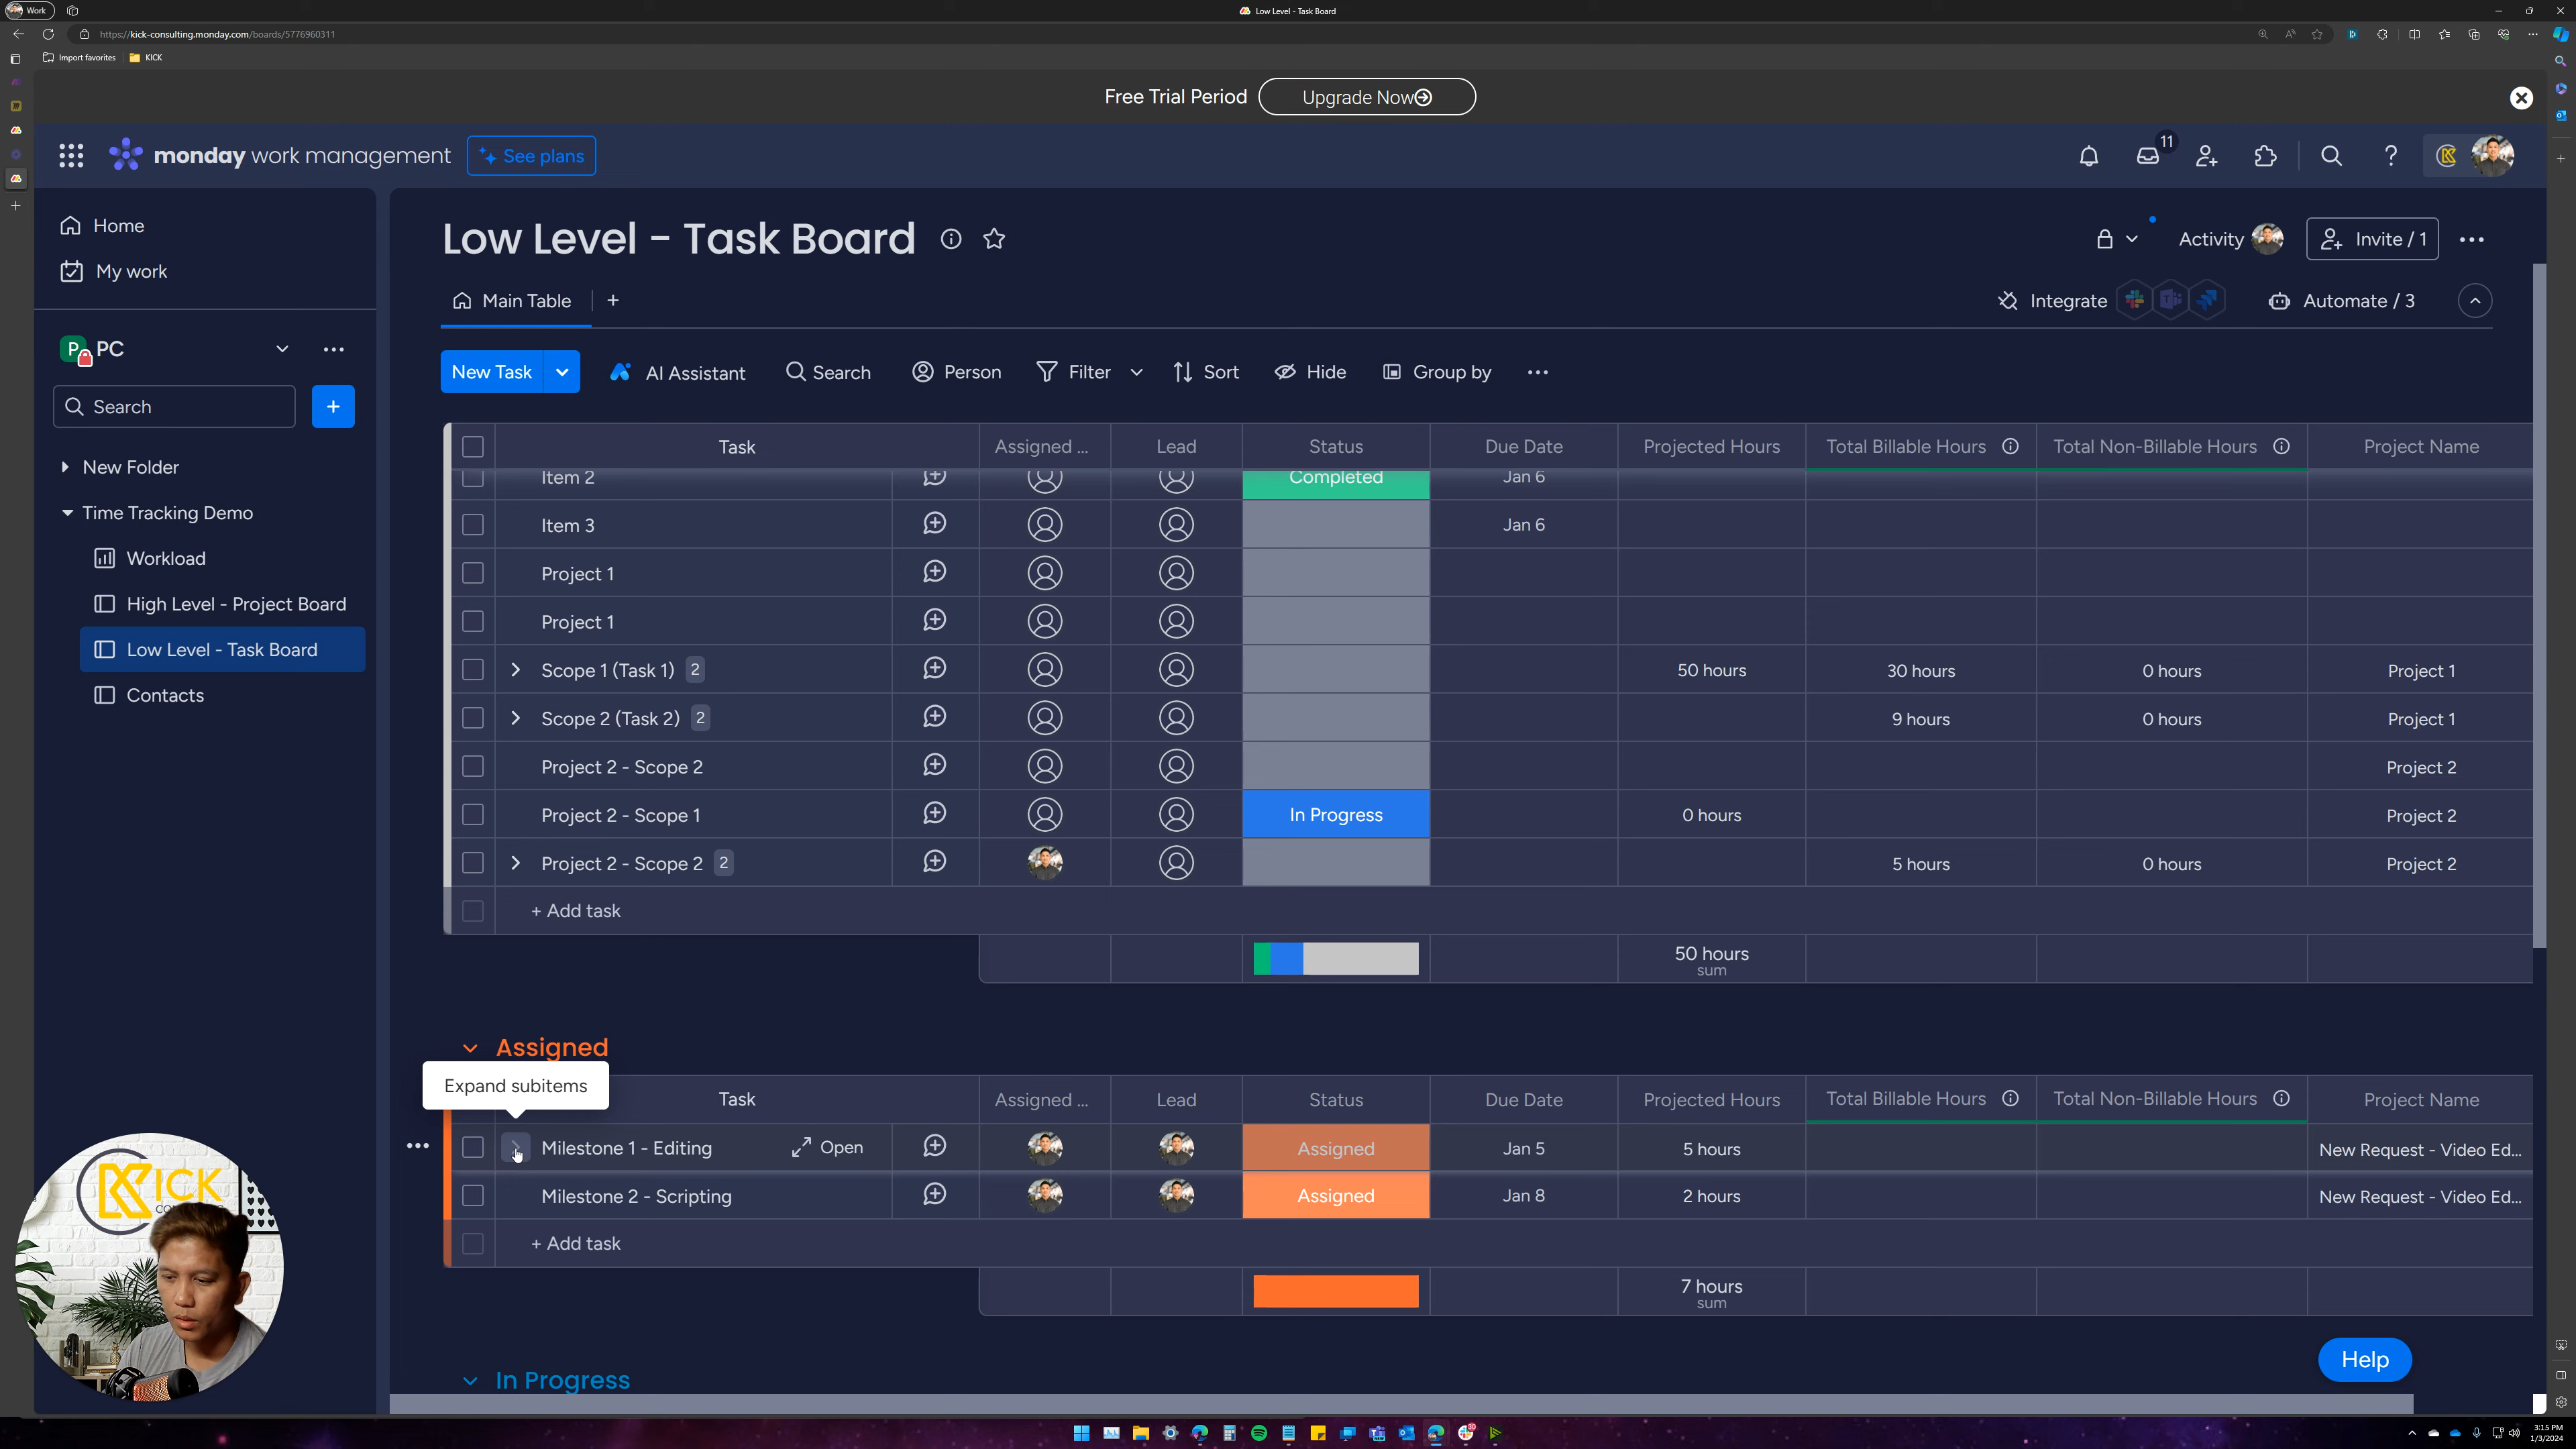 Work
Low Level - Task Board
https://kick-consulting.monday.com/boards/5776960311
Import favorites
KICK
Free Trial Period
Upgrade Now
monday work management
See plans
11
Home
My work
P
PC
Search
New Folder
Time Tracking Demo
Workload
High Level - Project Board
Low Level - Task Board
Contacts
Low Level - Task Board
Activity
Invite / 1
Main Table
Integrate
Automate / 3
New Task
AI Assistant
Search
Person
Filter
Sort
Hide
Group by
Task Assigned ... Lead Status Due Date Projected Hours Total Billable Hours Total Non-Billable Hours Project Name
Item 2 Completed Jan 6
Item 3 Jan 6
Project 1
Project 1
Scope 1 (Task 1) 2 50 hours 30 hours 0 hours Project 1
Scope 2 (Task 2) 2 9 hours 0 hours Project 1
Project 2 - Scope 2 Project 2
Project 2 - Scope 1 In Progress 0 hours Project 2
Project 2 - Scope 2 2 5 hours 0 hours Project 2
+ Add task
50 hours
sum
Assigned
Expand subitems
Task Assigned ... Lead Status Due Date Projected Hours Total Billable Hours Total Non-Billable Hours Project Name
Milestone 1 - Editing Open Assigned Jan 5 5 hours New Request - Video Ed...
Milestone 2 - Scripting Assigned Jan 8 2 hours New Request - Video Ed...
+ Add task
7 hours
sum
In Progress
Help
KICK
3:15 PM
1/3/2024